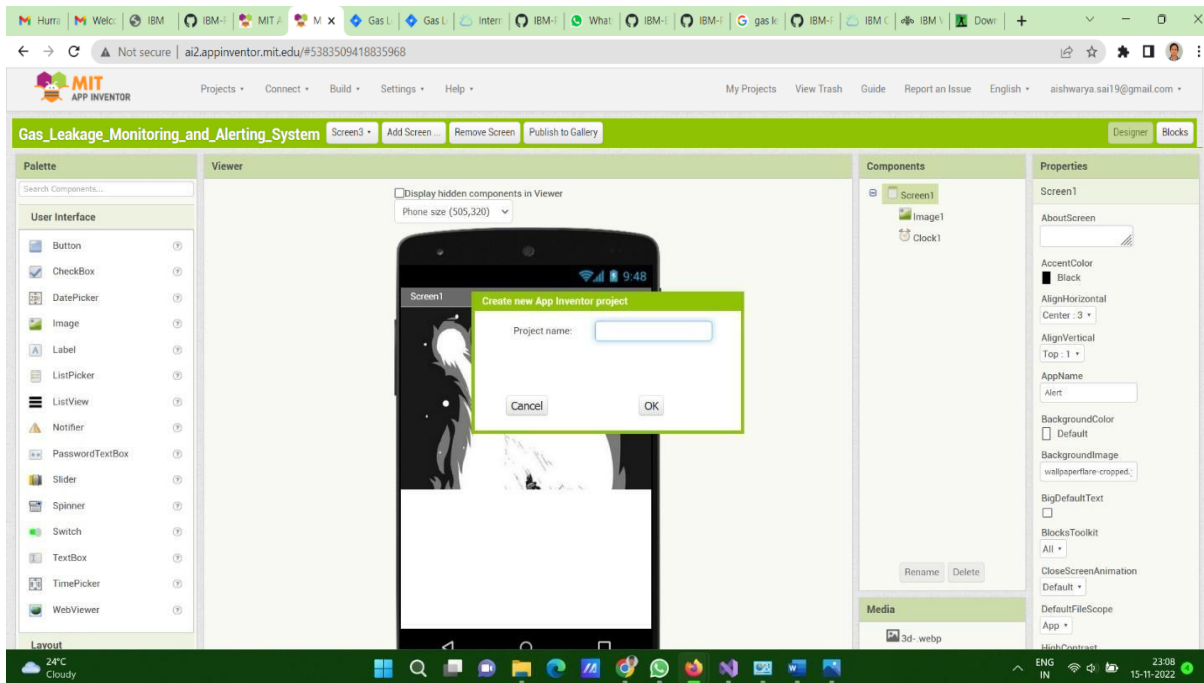 Hurra
Welc
IBM
IBM-F
MIT A
M
Gas L
Gas L
Intern
IBM-F
What
IBM-E
IBM-F
gas le
IBM-F
IBM C
IBM W
Down
Not secure | ai2.appinventor.mit.edu/#5383509418835968
MIT
APP INVENTOR
Projects Connect Build Settings Help My Projects View Trash Guide Report an Issue English aishwarya.sai19@gmail.com
Gas_Leakage_Monitoring_and_Alerting_System Screen3 Add Screen ... Remove Screen Publish to Gallery Designer Blocks
Palette
Search Components...
User Interface
Button
CheckBox
DatePicker
Image
Label
ListPicker
ListView
Notifier
PasswordTextBox
Slider
Spinner
Switch
TextBox
TimePicker
WebViewer
Layout
Viewer
Display hidden components in Viewer
Phone size (505,320)
9:48
Screen1
Create new App Inventor project
Project name:
Cancel OK
Components
Screen1
Image1
Clock1
Rename Delete
Media
3d-.webp
Properties
Screen1
AboutScreen
AccentColor
Black
AlignHorizontal
Center : 3
AlignVertical
Top : 1
AppName
Alert
BackgroundColor
Default
BackgroundImage
wallpaperflare-cropped.
BigDefaultText
BlocksToolkit
All
CloseScreenAnimation
Default
DefaultFileScope
App
HighContrast
24°C
Cloudy
ENG
IN
23:08
15-11-2022